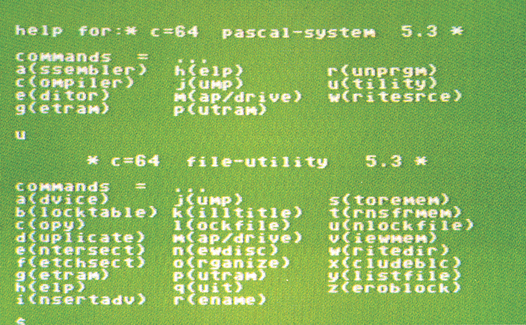 help for:* c=64 pascal-system 5.3 *
commands = ...
a(ssembler) h(elp) r(unprgm)
c(ompiler) j(ump) u(tility)
e(ditor) m(ap/drive) w(ritesrce)
g(etram) p(utram)
u
* c=64 file-utility 5.3 *
commands = ...
a(dvice) j(ump) s(toremem)
b(locktable) k(illtitle) t(rnsfrmem)
c(opy) l(ockfile) u(nlockfile)
d(uplicate) m(ap/drive) v(iewmem)
e(ntersect) n(ewdisc) w(ritedir)
f(etchsect) o(rganize) x(cludeblc)
g(etram) p(utram) y(listfile)
h(elp) q(uit) z(eroblock)
i(nsertadv) r(ename)
$